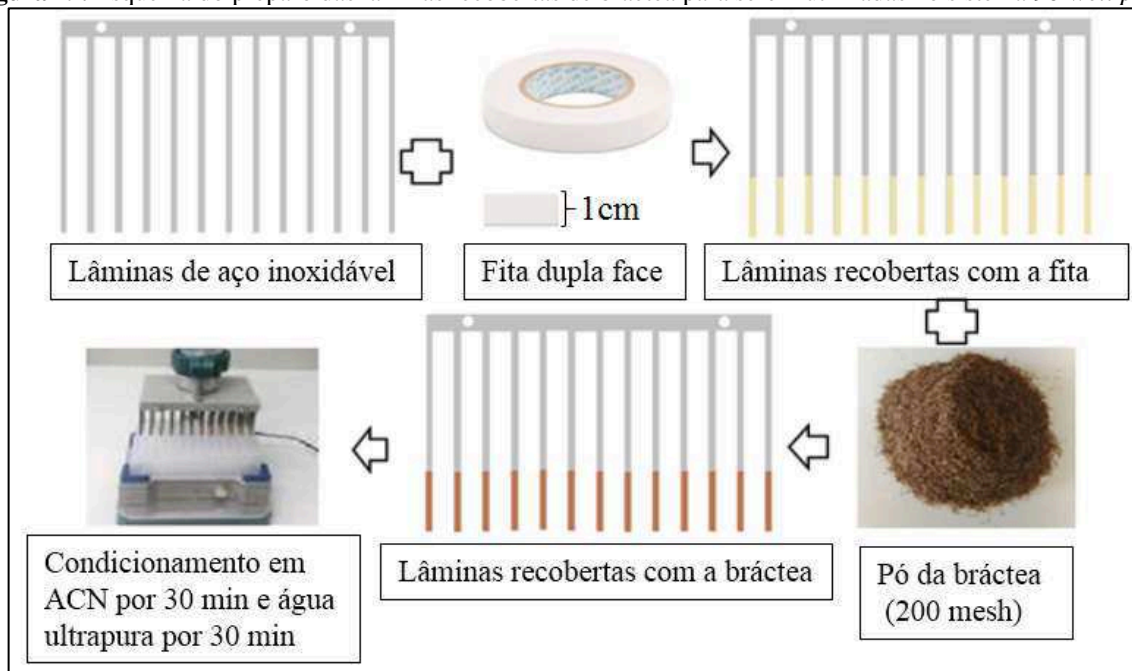 Lâminas de aço inoxidável
1cm
Fita dupla face
Lâminas recobertas com a fita
Pó da bráctea
(200 mesh)
Lâminas recobertas com a bráctea
Condicionamento em
ACN por 30 min e água
ultrapura por 30 min